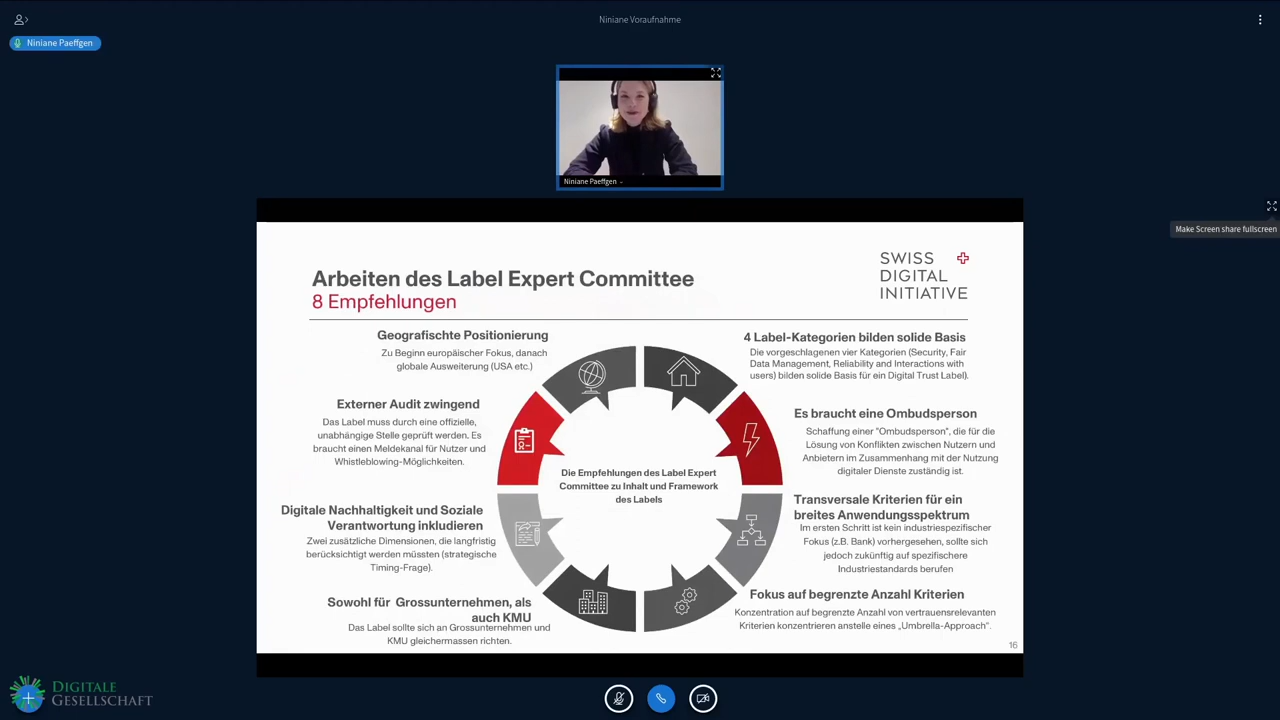 Niniane Voraufnahme
Niniane Paeffgen
Niniane Paeffgen
Make Screen share fullscreen
SWISS
DIGITAL
INITIATIVE
Arbeiten des Label Expert Committee
8 Empfehlungen
Geografischte Positionierung
Zu Beginn europäischer Fokus, danach
globale Ausweiterung (USA etc.)
4 Label-Kategorien bilden solide Basis
Die vorgeschlagenen vier Kategorien (Security, Fair
Data Management, Reliability and Interactions with
users) bilden solide Basis für ein Digital Trust Label).
Externer Audit zwingend
Das Label muss durch eine offizielle,
unabhängige Stelle geprüft werden. Es
braucht einen Meldekanal für Nutzer und
Whistleblowing-Möglichkeiten.
Es braucht eine Ombudsperson
Schaffung einer "Ombudsperson", die für die
Lösung von Konflikten zwischen Nutzern und
Anbietern im Zusammenhang mit der Nutzung
digitaler Dienste zuständig ist.
Die Empfehlungen des Label Expert
Committee zu Inhalt und Framework
des Labels
Digitale Nachhaltigkeit und Soziale
Verantwortung inkludieren
Zwei zusätzliche Dimensionen, die langfristig
berücksichtigt werden müssten (strategische
Timing-Frage).
Transversale Kriterien für ein
breites Anwendungsspektrum
Im ersten Schritt ist kein industriespezifischer
Fokus (z.B. Bank) vorhergesehen, sollte sich
jedoch zukünftig auf spezifischere
Industriestandards berufen
Sowohl für Grossunternehmen, als
auch KMU
Das Label sollte sich an Grossunternehmen und
KMU gleichermassen richten.
Fokus auf begrenzte Anzahl Kriterien
Konzentration auf begrenzte Anzahl von vertrauensrelevanten
Kriterien konzentrieren anstelle eines „Umbrella-Approach“.
16
DIGITALE
GESELLSCHAFT